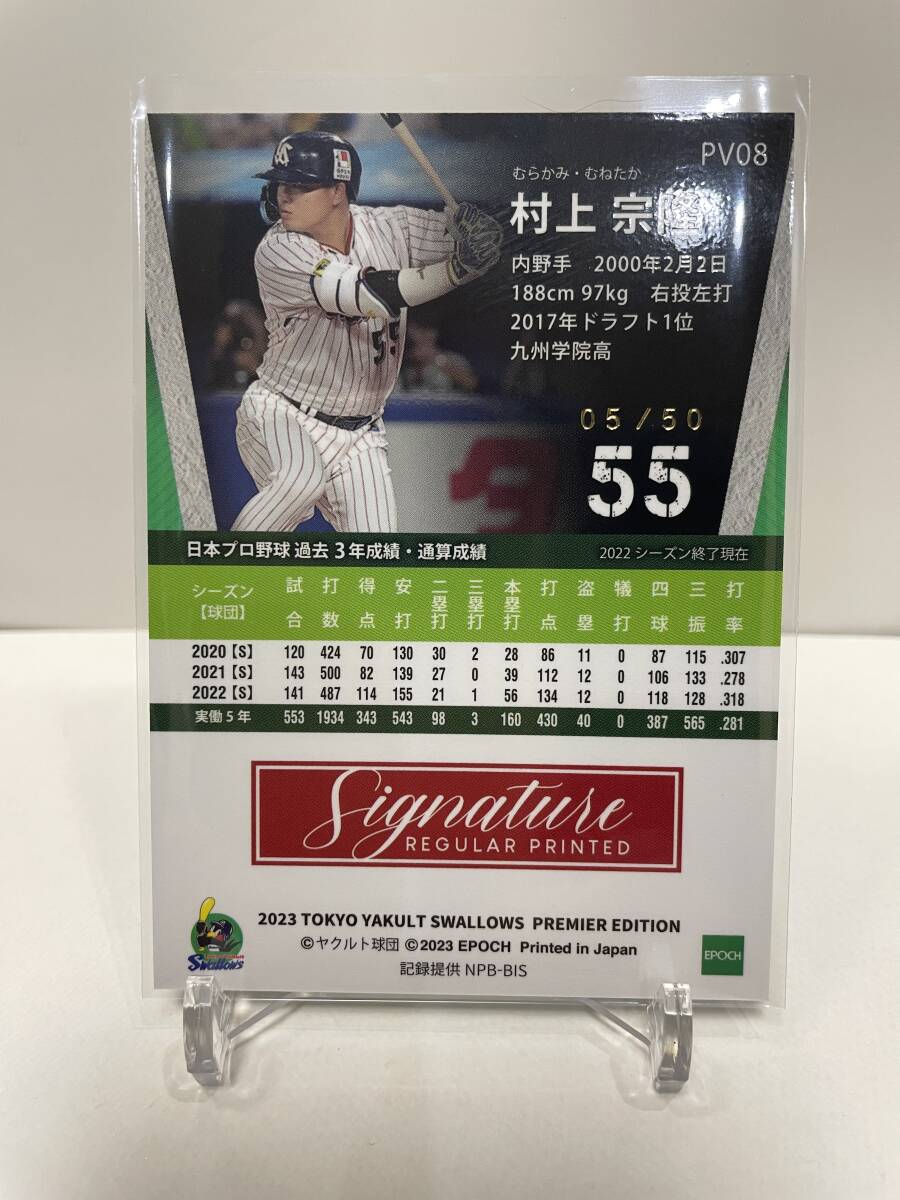 PV08
むらかみ・むねたか
村上 宗隆
内野手 2000年2月2日
188cm 97kg 右投左打
2017年ドラフト1位
九州学院高
05/50
55
55
日本プロ野球 過去3年成績・通算成績 2022 シーズン終了現在
シーズン【球団】 試合 打数 得点 安打 二塁打 三塁打 本塁打 打点 盗塁 犠打 四球 三振 打率
2020【S】 120 424 70 130 30 2 28 86 11 0 87 115 .307
2021【S】 143 500 82 139 27 0 39 112 12 0 106 133 .278
2022【S】 141 487 114 155 21 1 56 134 12 0 118 128 .318
実働5年 553 1934 343 543 98 3 160 430 40 0 387 565 .281
Signature
REGULAR PRINTED
Swallows
2023 TOKYO YAKULT SWALLOWS PREMIER EDITION
©ヤクルト球団 ©2023 EPOCH Printed in Japan
記録提供 NPB-BIS
EPOCH